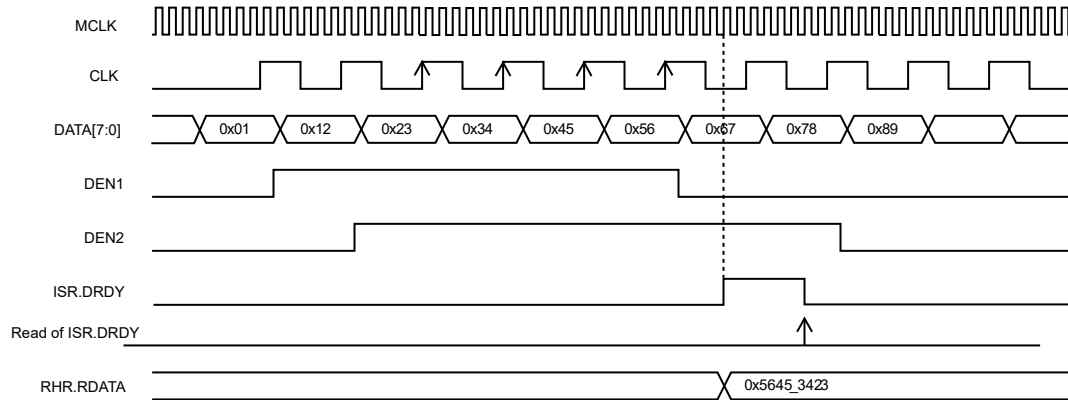 MCLK
CLK
DATA[7:0] 0x01 0x12 0x23 0x34 0x45 0x56 0x67 0x78 0x89
DEN1
DEN2
ISR.DRDY
Read of ISR.DRDY
RHR.RDATA 0x5645_3423